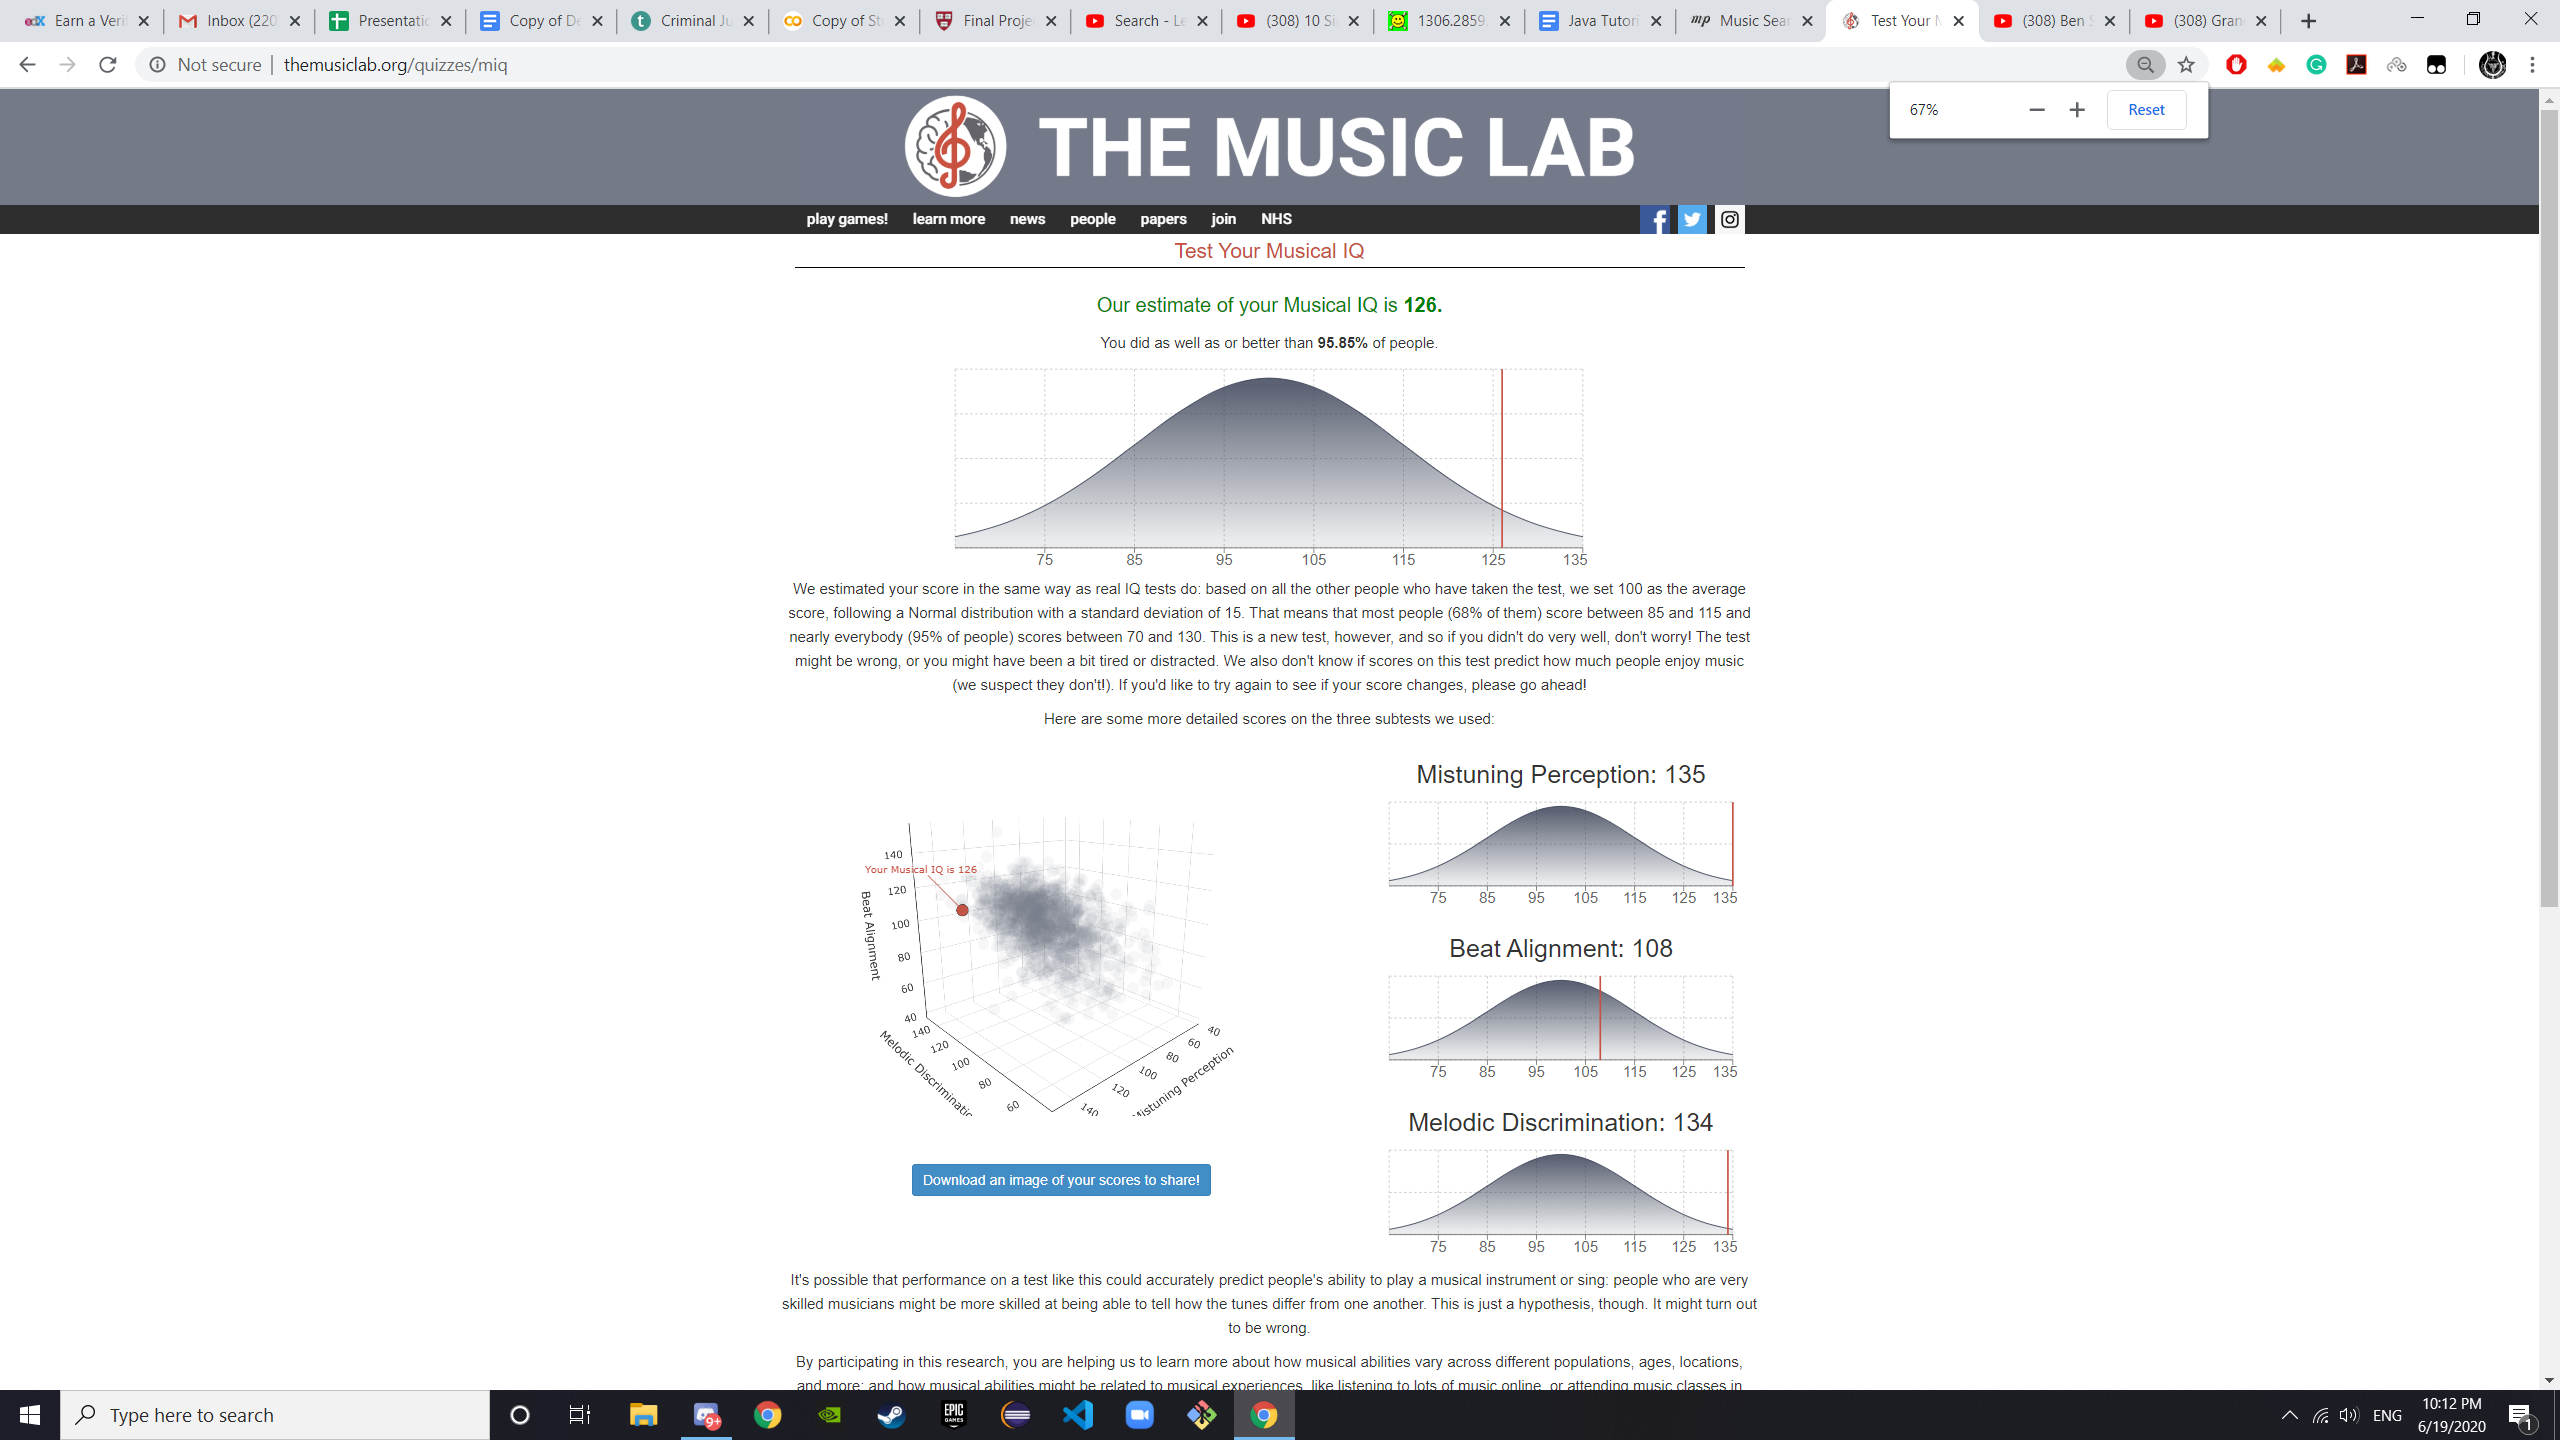 Earn a Veri
Inbox (220
Presentatio
Copy of De
Criminal Ju
Copy of St
Final Proje
Search - Le
(308) 10 Si
1306.2859
Java Tutori
mp Music Sear
Test Your M
(308) Ben S
(308) Gran
Not secure | themusiclab.org/quizzes/miq
67%
Reset
THE MUSIC LAB
play games! learn more news people papers join NHS
Test Your Musical IQ
Our estimate of your Musical IQ is 126.
You did as well as or better than 95.85% of people.
75 85 95 105 115 125 135
We estimated your score in the same way as real IQ tests do: based on all the other people who have taken the test, we set 100 as the average
score, following a Normal distribution with a standard deviation of 15. That means that most people (68% of them) score between 85 and 115 and
nearly everybody (95% of people) scores between 70 and 130. This is a new test, however, and so if you didn't do very well, don't worry! The test
might be wrong, or you might have been a bit tired or distracted. We also don't know if scores on this test predict how much people enjoy music
(we suspect they don't!). If you'd like to try again to see if your score changes, please go ahead!
Here are some more detailed scores on the three subtests we used:
140
Your Musical IQ is 126
120
100
80
60
40
Beat Alignment
140
120
100
80
60
Melodic Discriminatio
40
60
80
100
120
140
Mistuning Perception
Download an image of your scores to share!
Mistuning Perception: 135
75 85 95 105 115 125 135
Beat Alignment: 108
75 85 95 105 115 125 135
Melodic Discrimination: 134
75 85 95 105 115 125 135
It's possible that performance on a test like this could accurately predict people's ability to play a musical instrument or sing: people who are very
skilled musicians might be more skilled at being able to tell how the tunes differ from one another. This is just a hypothesis, though. It might turn out
to be wrong.
By participating in this research, you are helping us to learn more about how musical abilities vary across different populations, ages, locations,
and more; and how musical abilities might be related to musical experiences, like listening to lots of music online, or attending music classes in
Type here to search
9+
EPIC
GAMES
ENG
10:12 PM
6/19/2020
1